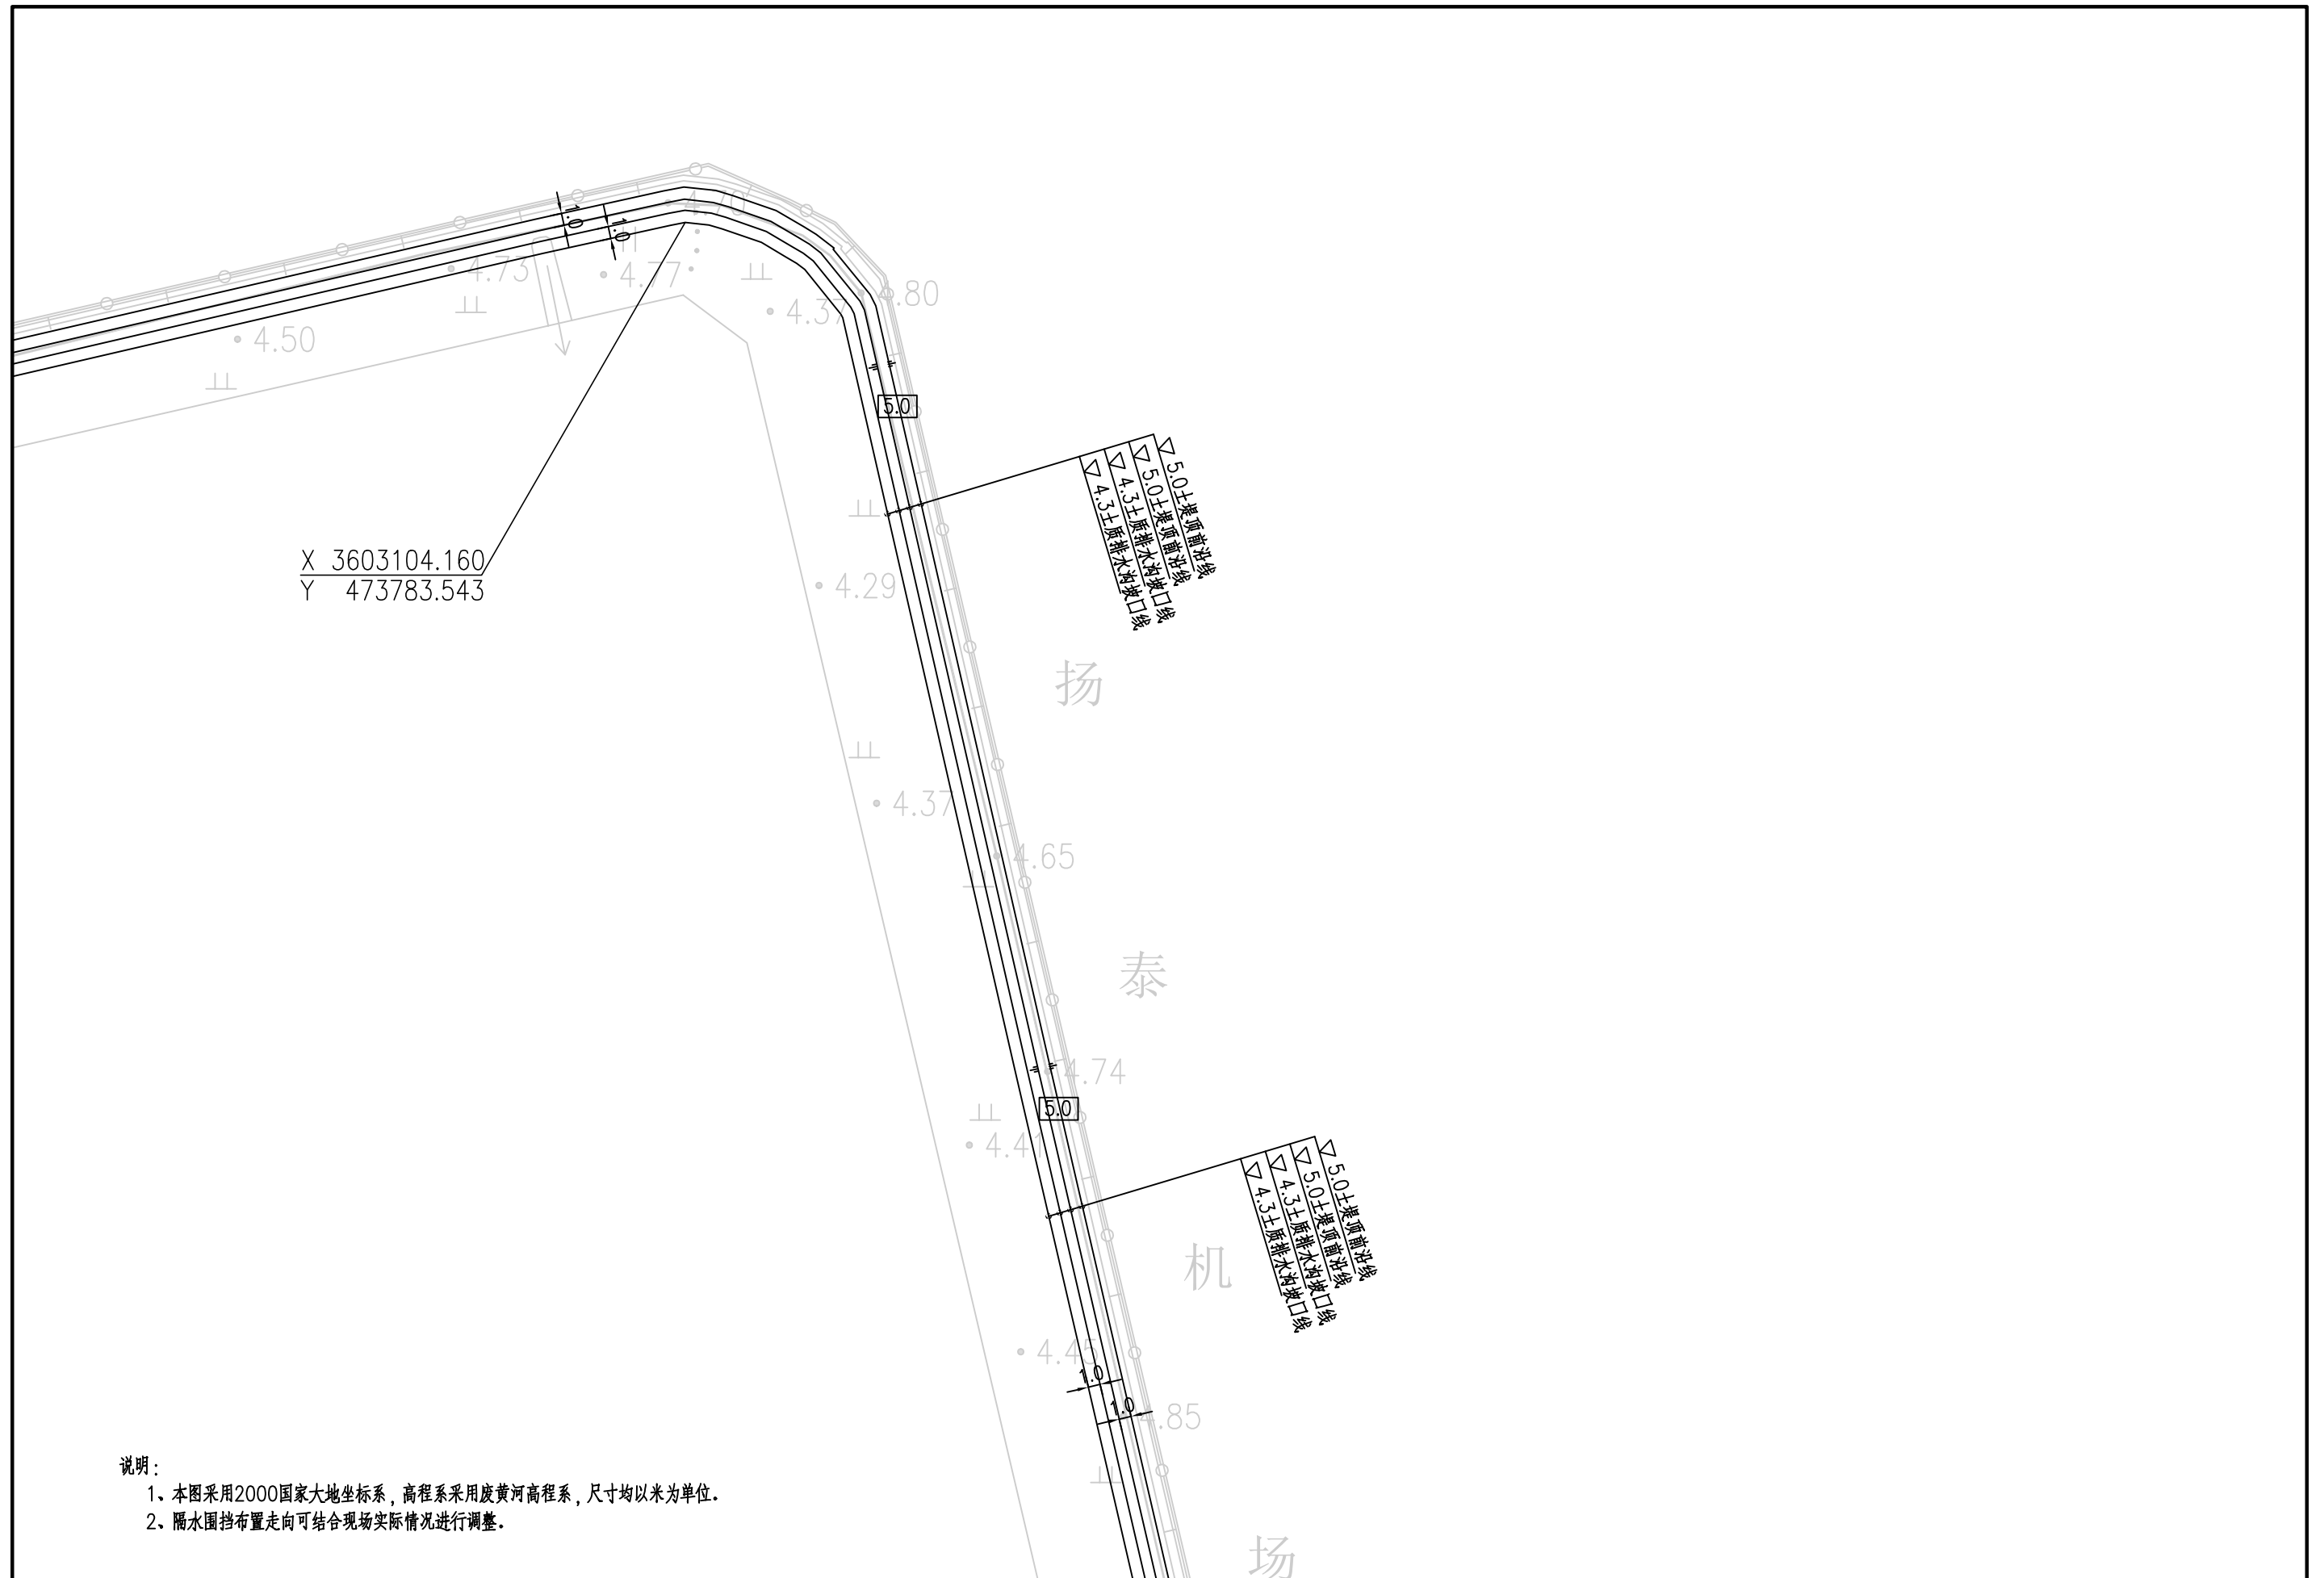 4.70
1.0
1.0
4.73
4.77
4.37
4.50
5.0
▽ 5.0土堤顶前沿线
▽ 5.0土堤顶前沿线
▽ 4.3土质排水沟坡口线
▽ 4.3土质排水沟坡口线
X 3603104.160
Y 473783.543
4.29
扬
4.37
4.65
泰
4.74
5.0
4.41
▽ 5.0土堤顶前沿线
▽ 5.0土堤顶前沿线
▽ 4.3土质排水沟坡口线
▽ 4.3土质排水沟坡口线
机
4.45
1.0
1.0
场
说明：
1、本图采用2000国家大地坐标系，高程系采用废黄河高程系，尺寸均以米为单位。
2、隔水围挡布置走向可结合现场实际情况进行调整。